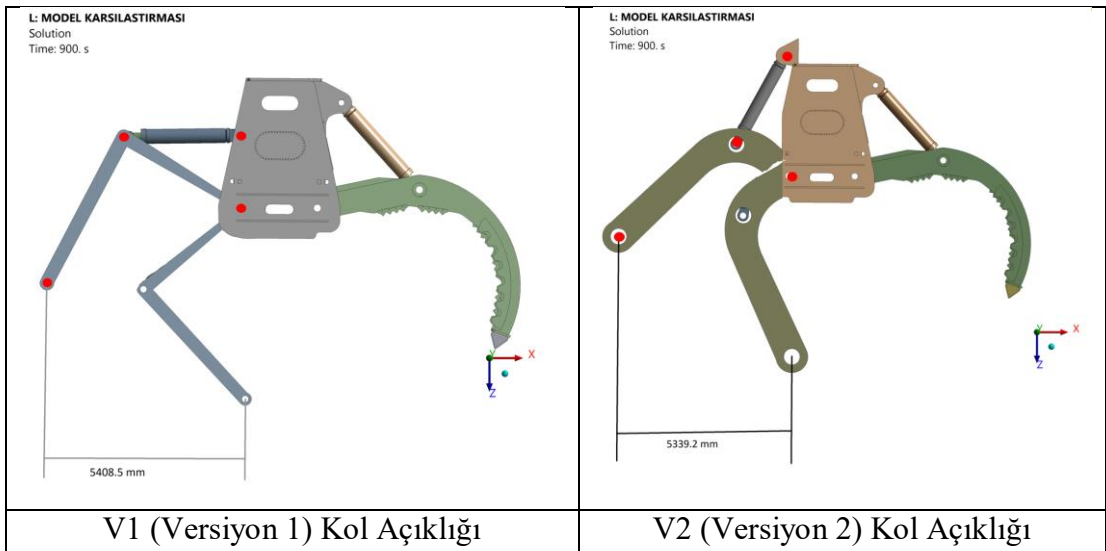 L: MODEL KARSILASTIRMASI
Solution
Time: 900. s
X
Y
Z
5408.5 mm
V1 (Versiyon 1) Kol Açıklığı
L: MODEL KARSILASTIRMASI
Solution
Time: 900. s
X
Y
Z
5339.2 mm
V2 (Versiyon 2) Kol Açıklığı